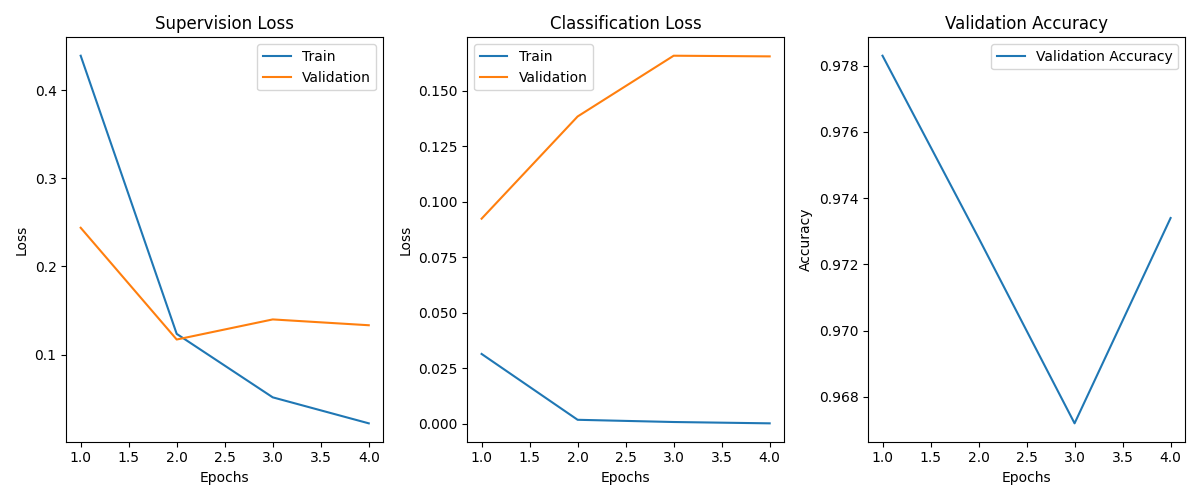 Supervision Loss
Train
Validation
0.4
0.3
0.2
0.1
Loss
1.0 1.5 2.0 2.5 3.0 3.5 4.0
Epochs
Classification Loss
Train
Validation
0.150
0.125
0.100
0.075
0.050
0.025
0.000
Loss
1.0 1.5 2.0 2.5 3.0 3.5 4.0
Epochs
Validation Accuracy
Validation Accuracy
0.978
0.976
0.974
0.972
0.970
0.968
Accuracy
1.0 1.5 2.0 2.5 3.0 3.5 4.0
Epochs